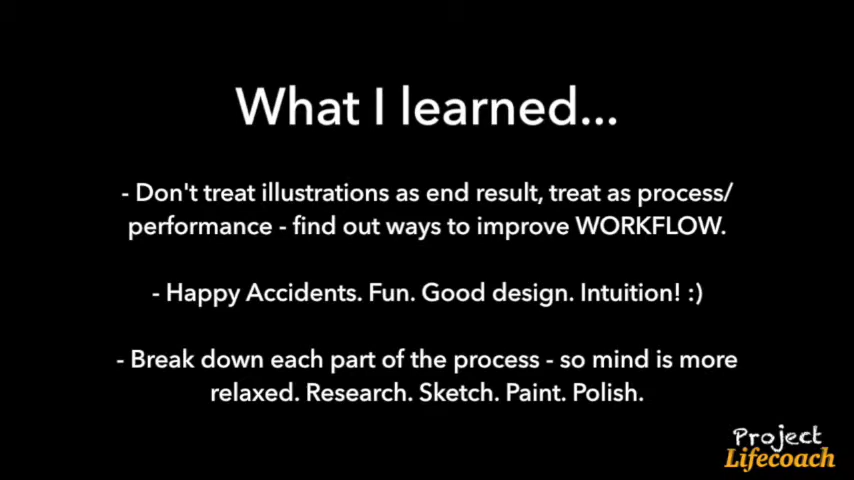 What I learned...
- Don't treat illustrations as end result, treat as process/
performance - find out ways to improve WORKFLOW.
- Happy Accidents. Fun. Good design. Intuition! :)
- Break down each part of the process - so mind is more
relaxed. Research. Sketch. Paint. Polish.
Project
Lifecoach